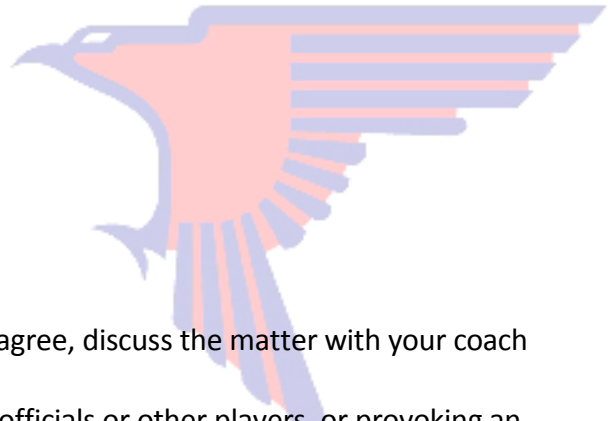 agree, discuss the matter with your coach
officials or other players, or provoking an